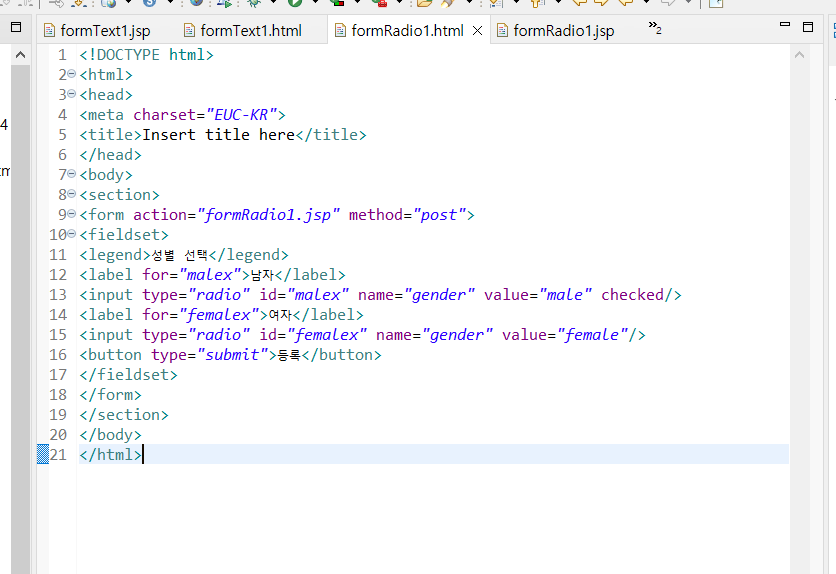 formText1.jsp formText1.html formRadio1.html formRadio1.jsp »2
1 <!DOCTYPE html>
2 <html>
3 <head>
4 <meta charset="EUC-KR">
5 <title>Insert title here</title>
6 </head>
7 <body>
8 <section>
9 <form action="formRadio1.jsp" method="post">
10 <fieldset>
11 <legend>성별 선택</legend>
12 <label for="malex">남자</label>
13 <input type="radio" id="malex" name="gender" value="male" checked/>
14 <label for="femalex">여자</label>
15 <input type="radio" id="femalex" name="gender" value="female"/>
16 <button type="submit">등록</button>
17 </fieldset>
18 </form>
19 </section>
20 </body>
21 </html>